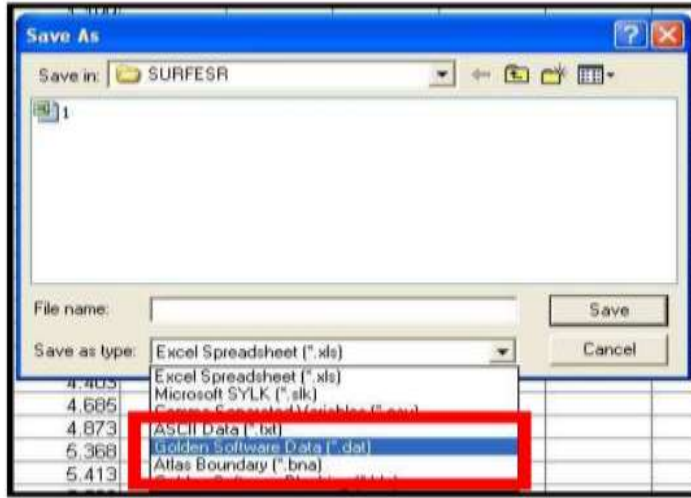 Save As
Save in: SURFESR
1
File name:
Save
Save as type: Excel Spreadsheet (*.xls)
Cancel
Excel Spreadsheet (*.xls)
4.403
Microsoft SYLK (*.slk)
4.685
4.873
ASCII Data (*.txt)
Golden Software Data (*.dat)
5.368
Atlas Boundary (*.bna)
5.413